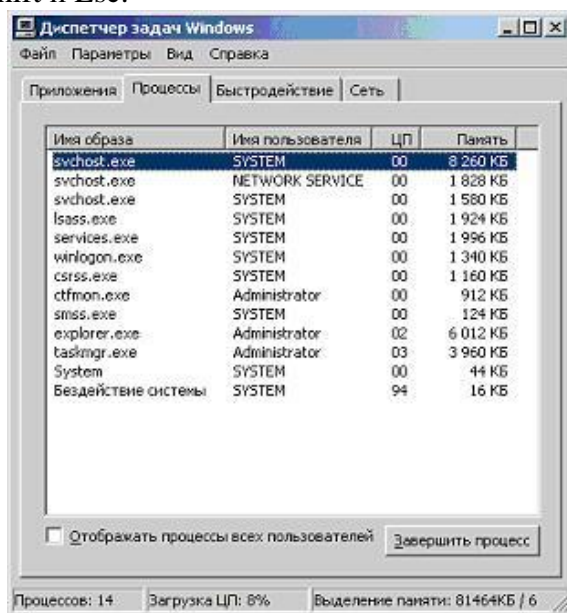 Диспетчер задач Windows
Файл Параметры Вид Справка
Приложения Процессы Быстродействие Сеть
Имя образа Имя пользователя ЦП Память
svchost.exe SYSTEM 00 8 260 КБ
svchost.exe NETWORK SERVICE 00 1 828 КБ
svchost.exe SYSTEM 00 1 580 КБ
lsass.exe SYSTEM 00 1 924 КБ
services.exe SYSTEM 00 1 996 КБ
winlogon.exe SYSTEM 00 1 340 КБ
csrss.exe SYSTEM 00 1 160 КБ
ctfmon.exe Administrator 00 912 КБ
smss.exe SYSTEM 00 124 КБ
explorer.exe Administrator 02 6 012 КБ
taskmgr.exe Administrator 03 3 960 КБ
System SYSTEM 00 44 КБ
Бездействие системы SYSTEM 94 16 КБ
Отображать процессы всех пользователей Завершить процесс
Процессов: 14 Загрузка ЦП: 8% Выделение памяти: 81464КБ / 6